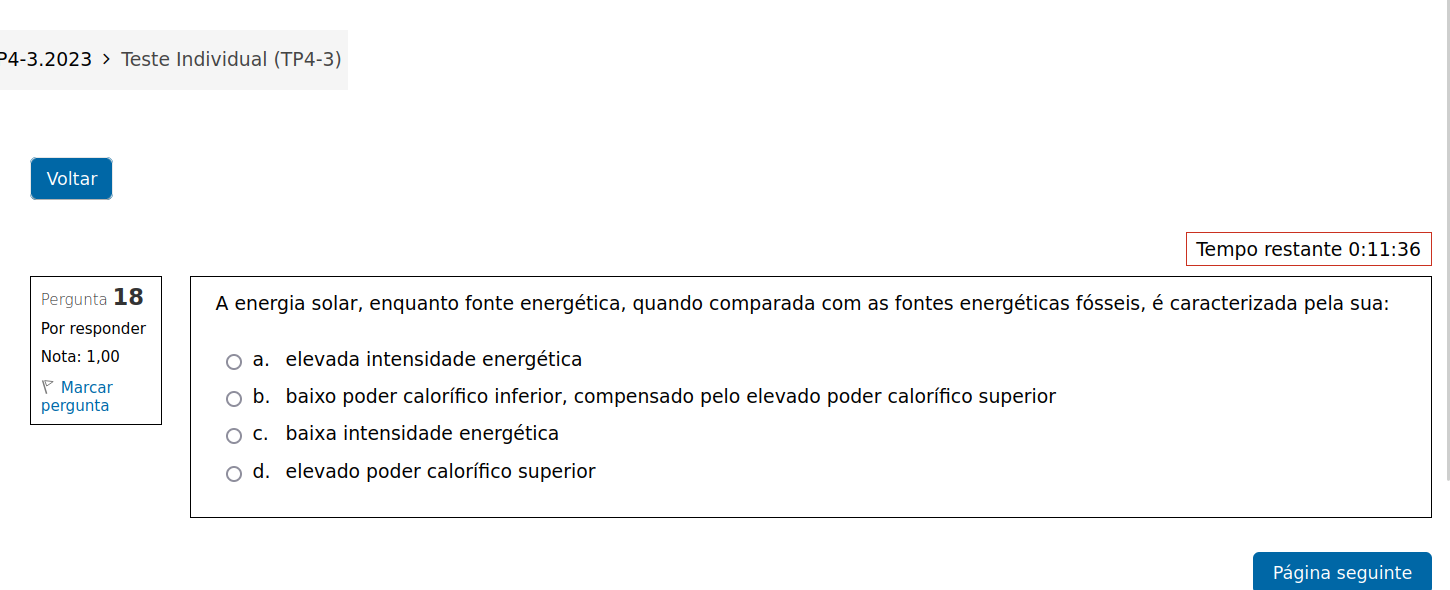 P4-3.2023 > Teste Individual (TP4-3)
Voltar
Tempo restante 0:11:36
Pergunta 18
Por responder
Nota: 1,00
Marcar
pergunta
A energia solar, enquanto fonte energética, quando comparada com as fontes energéticas fósseis, é caracterizada pela sua:
a. elevada intensidade energética
b. baixo poder calorífico inferior, compensado pelo elevado poder calorífico superior
c. baixa intensidade energética
d. elevado poder calorífico superior
Página seguinte